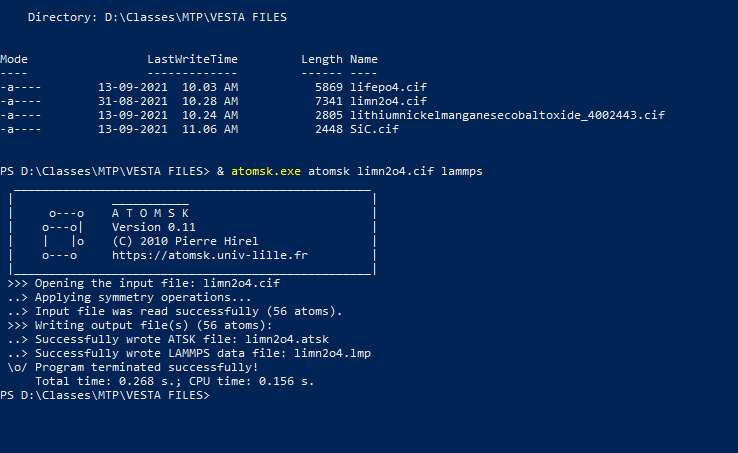 Directory: D:\Classes\MTP\VESTA FILES
Mode LastWriteTime Length Name
---- ------------- ------ ----
-a---- 13-09-2021 10.03 AM 5869 lifepo4.cif
-a---- 31-08-2021 10.28 AM 7341 limn2o4.cif
-a---- 13-09-2021 10.24 AM 2805 lithiumnickelmanganesecobaltoxide_4002443.cif
-a---- 13-09-2021 11.06 AM 2448 SiC.cif
PS D:\Classes\MTP\VESTA FILES> & atomsk.exe atomsk limn2o4.cif lammps
| ___________ |
| o---o A T O M S K |
| o---o| Version 0.11 |
| | |o (C) 2010 Pierre Hirel |
| o---o https://atomsk.univ-lille.fr |
|___________________________________________________|
>>> Opening the input file: limn2o4.cif
..> Applying symmetry operations...
..> Input file was read successfully (56 atoms).
>>> Writing output file(s) (56 atoms):
..> Successfully wrote ATSK file: limn2o4.atsk
..> Successfully wrote LAMMPS data file: limn2o4.lmp
\o/ Program terminated successfully!
Total time: 0.268 s.; CPU time: 0.156 s.
PS D:\Classes\MTP\VESTA FILES>